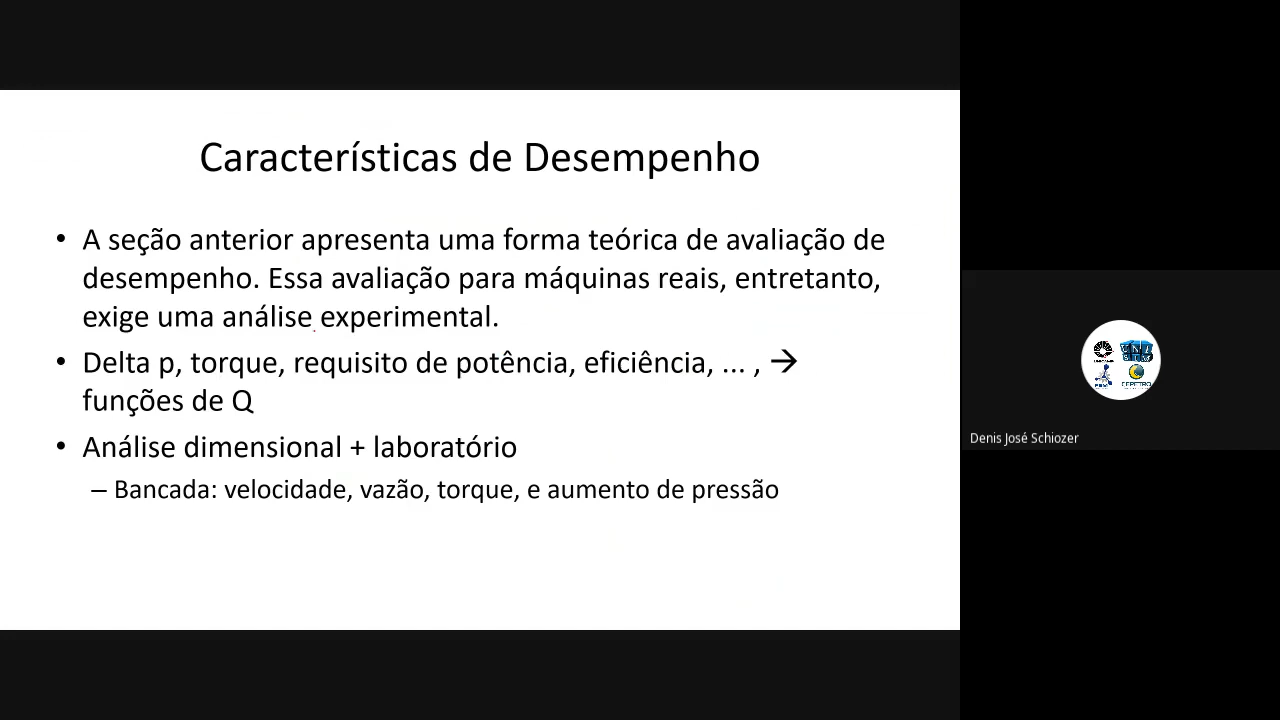 Características de Desempenho
• A seção anterior apresenta uma forma teórica de avaliação de
desempenho. Essa avaliação para máquinas reais, entretanto,
exige uma análise experimental.
• Delta p, torque, requisito de potência, eficiência, ... , →
funções de Q
• Análise dimensional + laboratório
– Bancada: velocidade, vazão, torque, e aumento de pressão
Denis José Schiozer